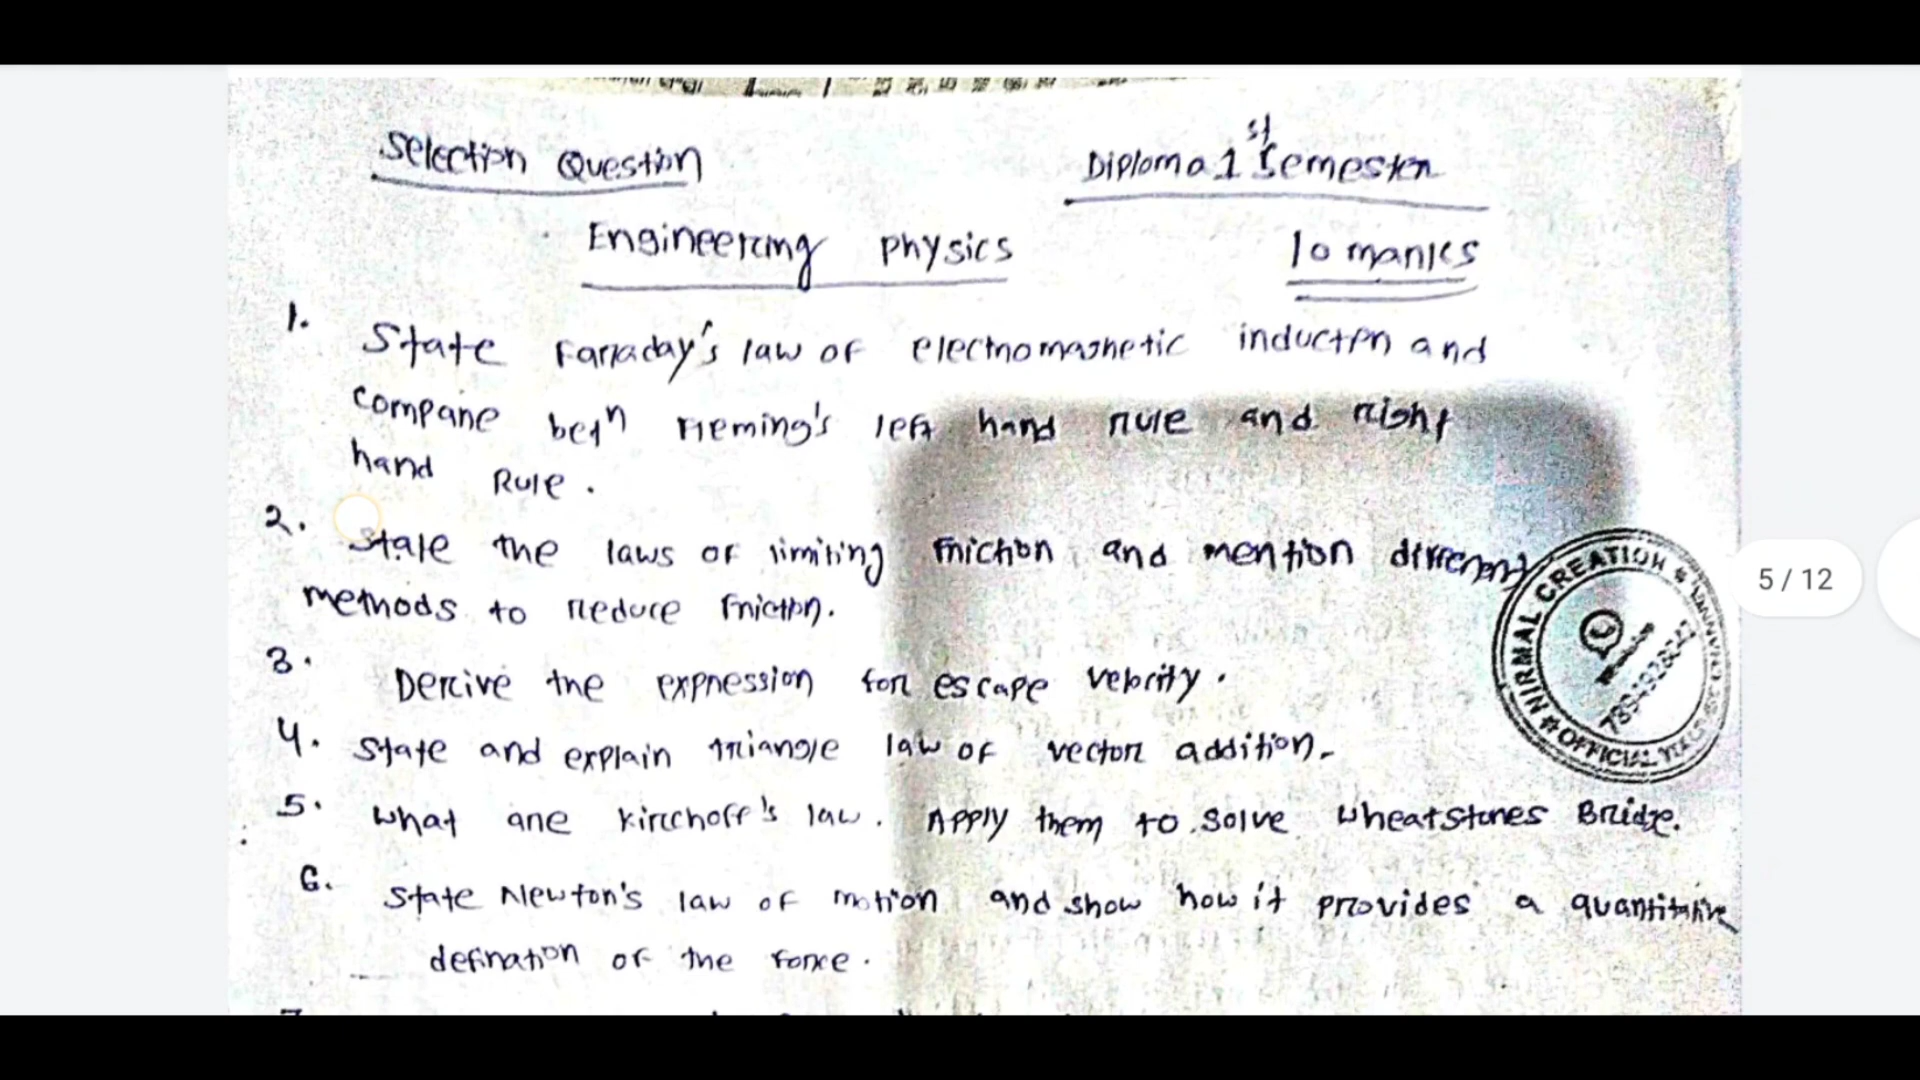 Selection Question
Diploma 1st Semester
Engineering Physics
10 marks
1. State Faraday's law of electromagnetic induction and
compare betn Fleming's left hand rule and right
hand Rule.
2. State the laws of limiting friction and mention different
methods to reduce friction.
3. Derive the expression for escape velocity.
4. State and explain triangle law of vector addition.
5. What are Kirchoff's law. Apply them to solve Wheatstones Bridge.
6. State Newton's law of motion and show how it provides a quantitative
defination of the force.
NIRMAL CREATION
# OFFICIAL
5 / 12